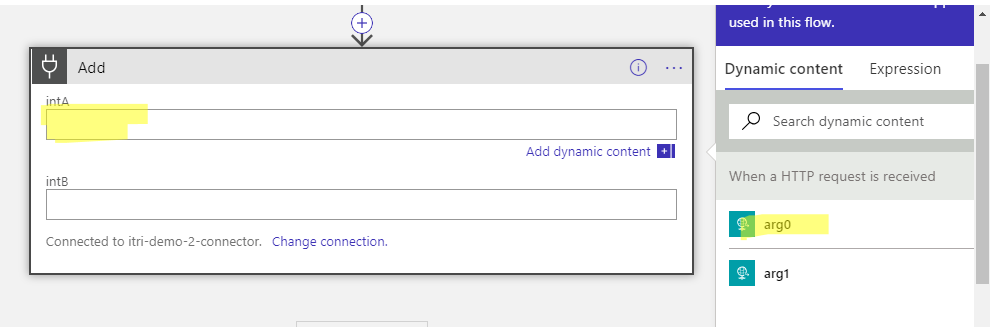 used in this flow.
Add
Dynamic content Expression
intA
Search dynamic content
Add dynamic content
When a HTTP request is received
intB
arg0
Connected to itri-demo-2-connector. Change connection.
arg1